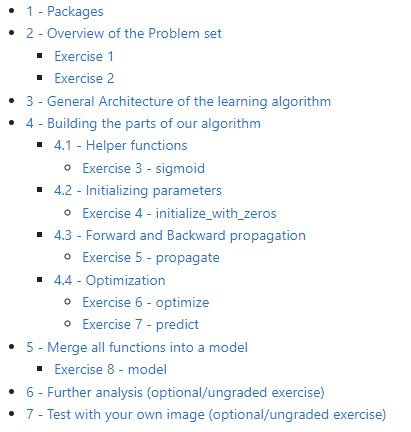 1 - Packages
2 - Overview of the Problem set
Exercise 1
Exercise 2
3 - General Architecture of the learning algorithm
4 - Building the parts of our algorithm
4.1 - Helper functions
Exercise 3 - sigmoid
4.2 - Initializing parameters
Exercise 4 - initialize_with_zeros
4.3 - Forward and Backward propagation
Exercise 5 - propagate
4.4 - Optimization
Exercise 6 - optimize
Exercise 7 - predict
5 - Merge all functions into a model
Exercise 8 - model
6 - Further analysis (optional/ungraded exercise)
7 - Test with your own image (optional/ungraded exercise)